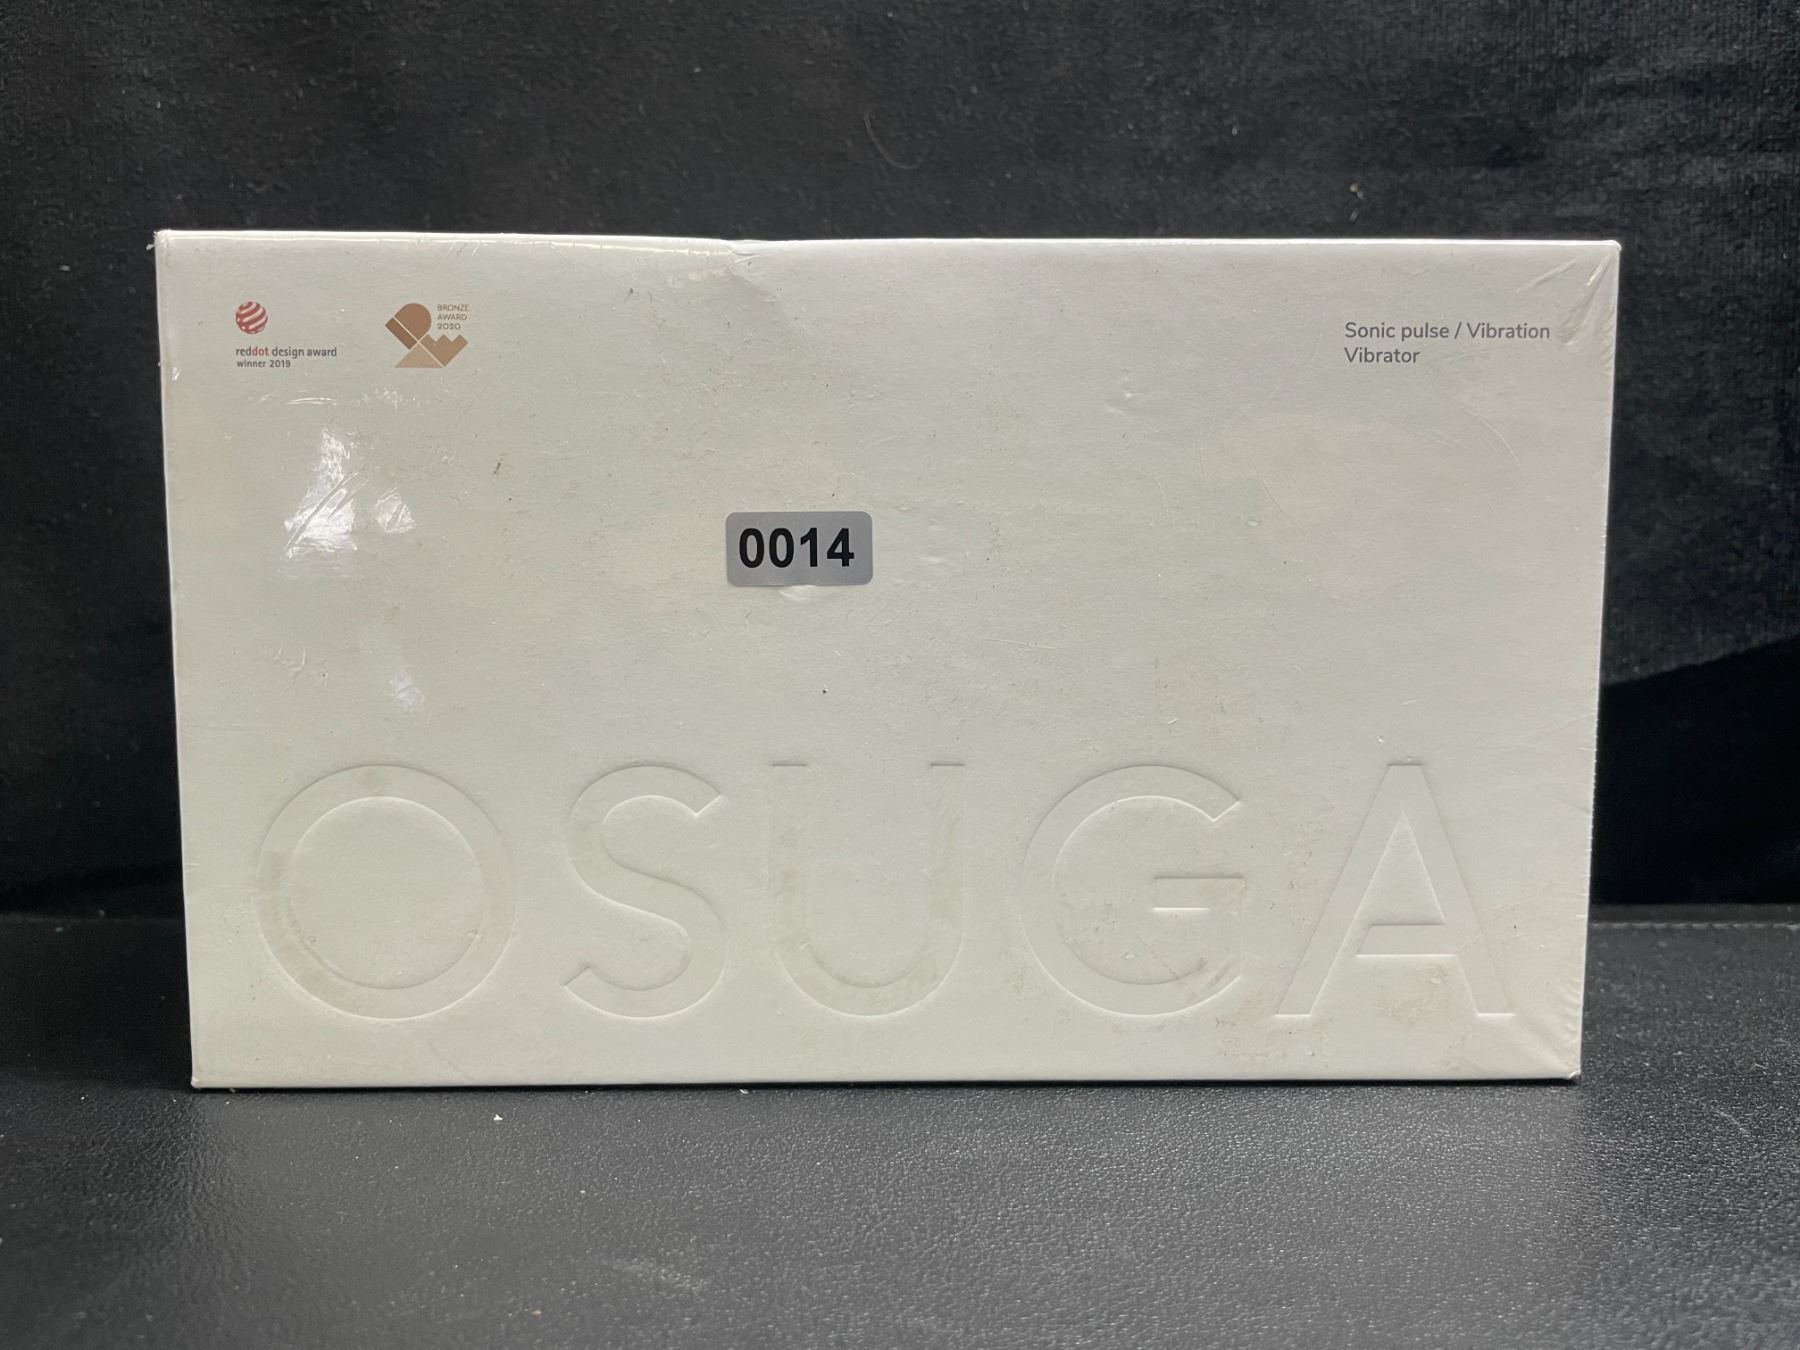 reddot design award
winner 2019
BRONZE
AWARD
2020
Sonic pulse / Vibration
Vibrator
0014
OSUGA